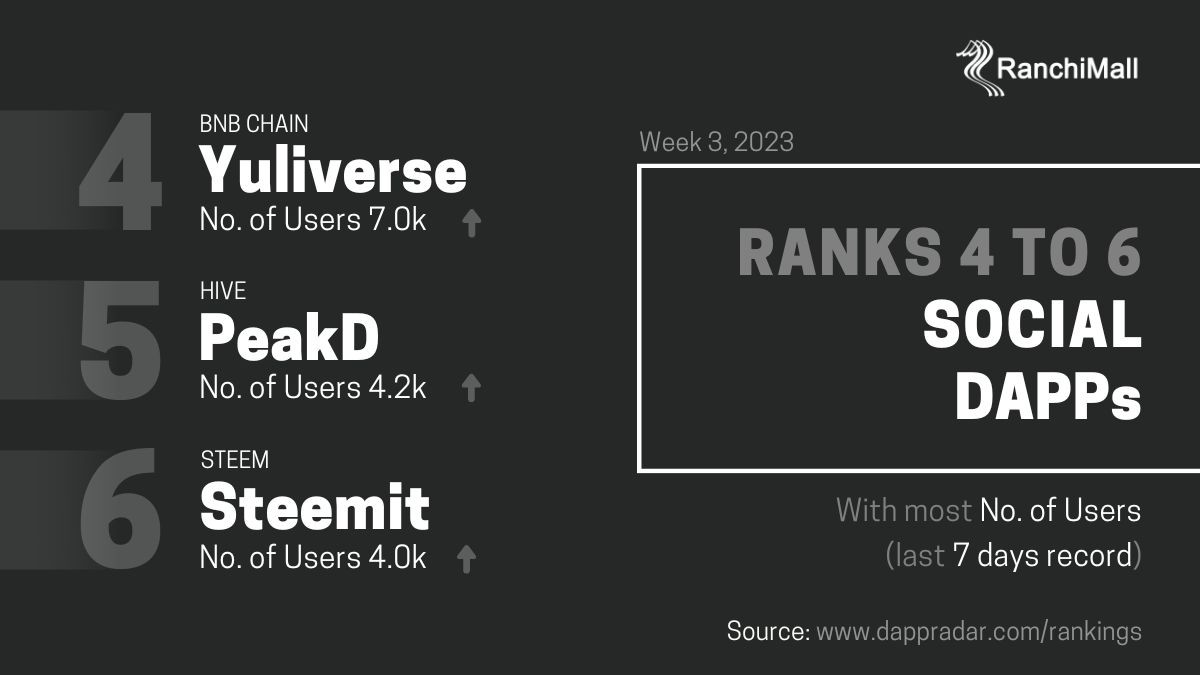 RanchiMall
4
BNB CHAIN
Yuliverse
No. of Users 7.0k
5
HIVE
PeakD
No. of Users 4.2k
6
STEEM
Steemit
No. of Users 4.0k
Week 3, 2023
RANKS 4 TO 6
SOCIAL
DAPPs
With most No. of Users
(last 7 days record)
Source: www.dappradar.com/rankings